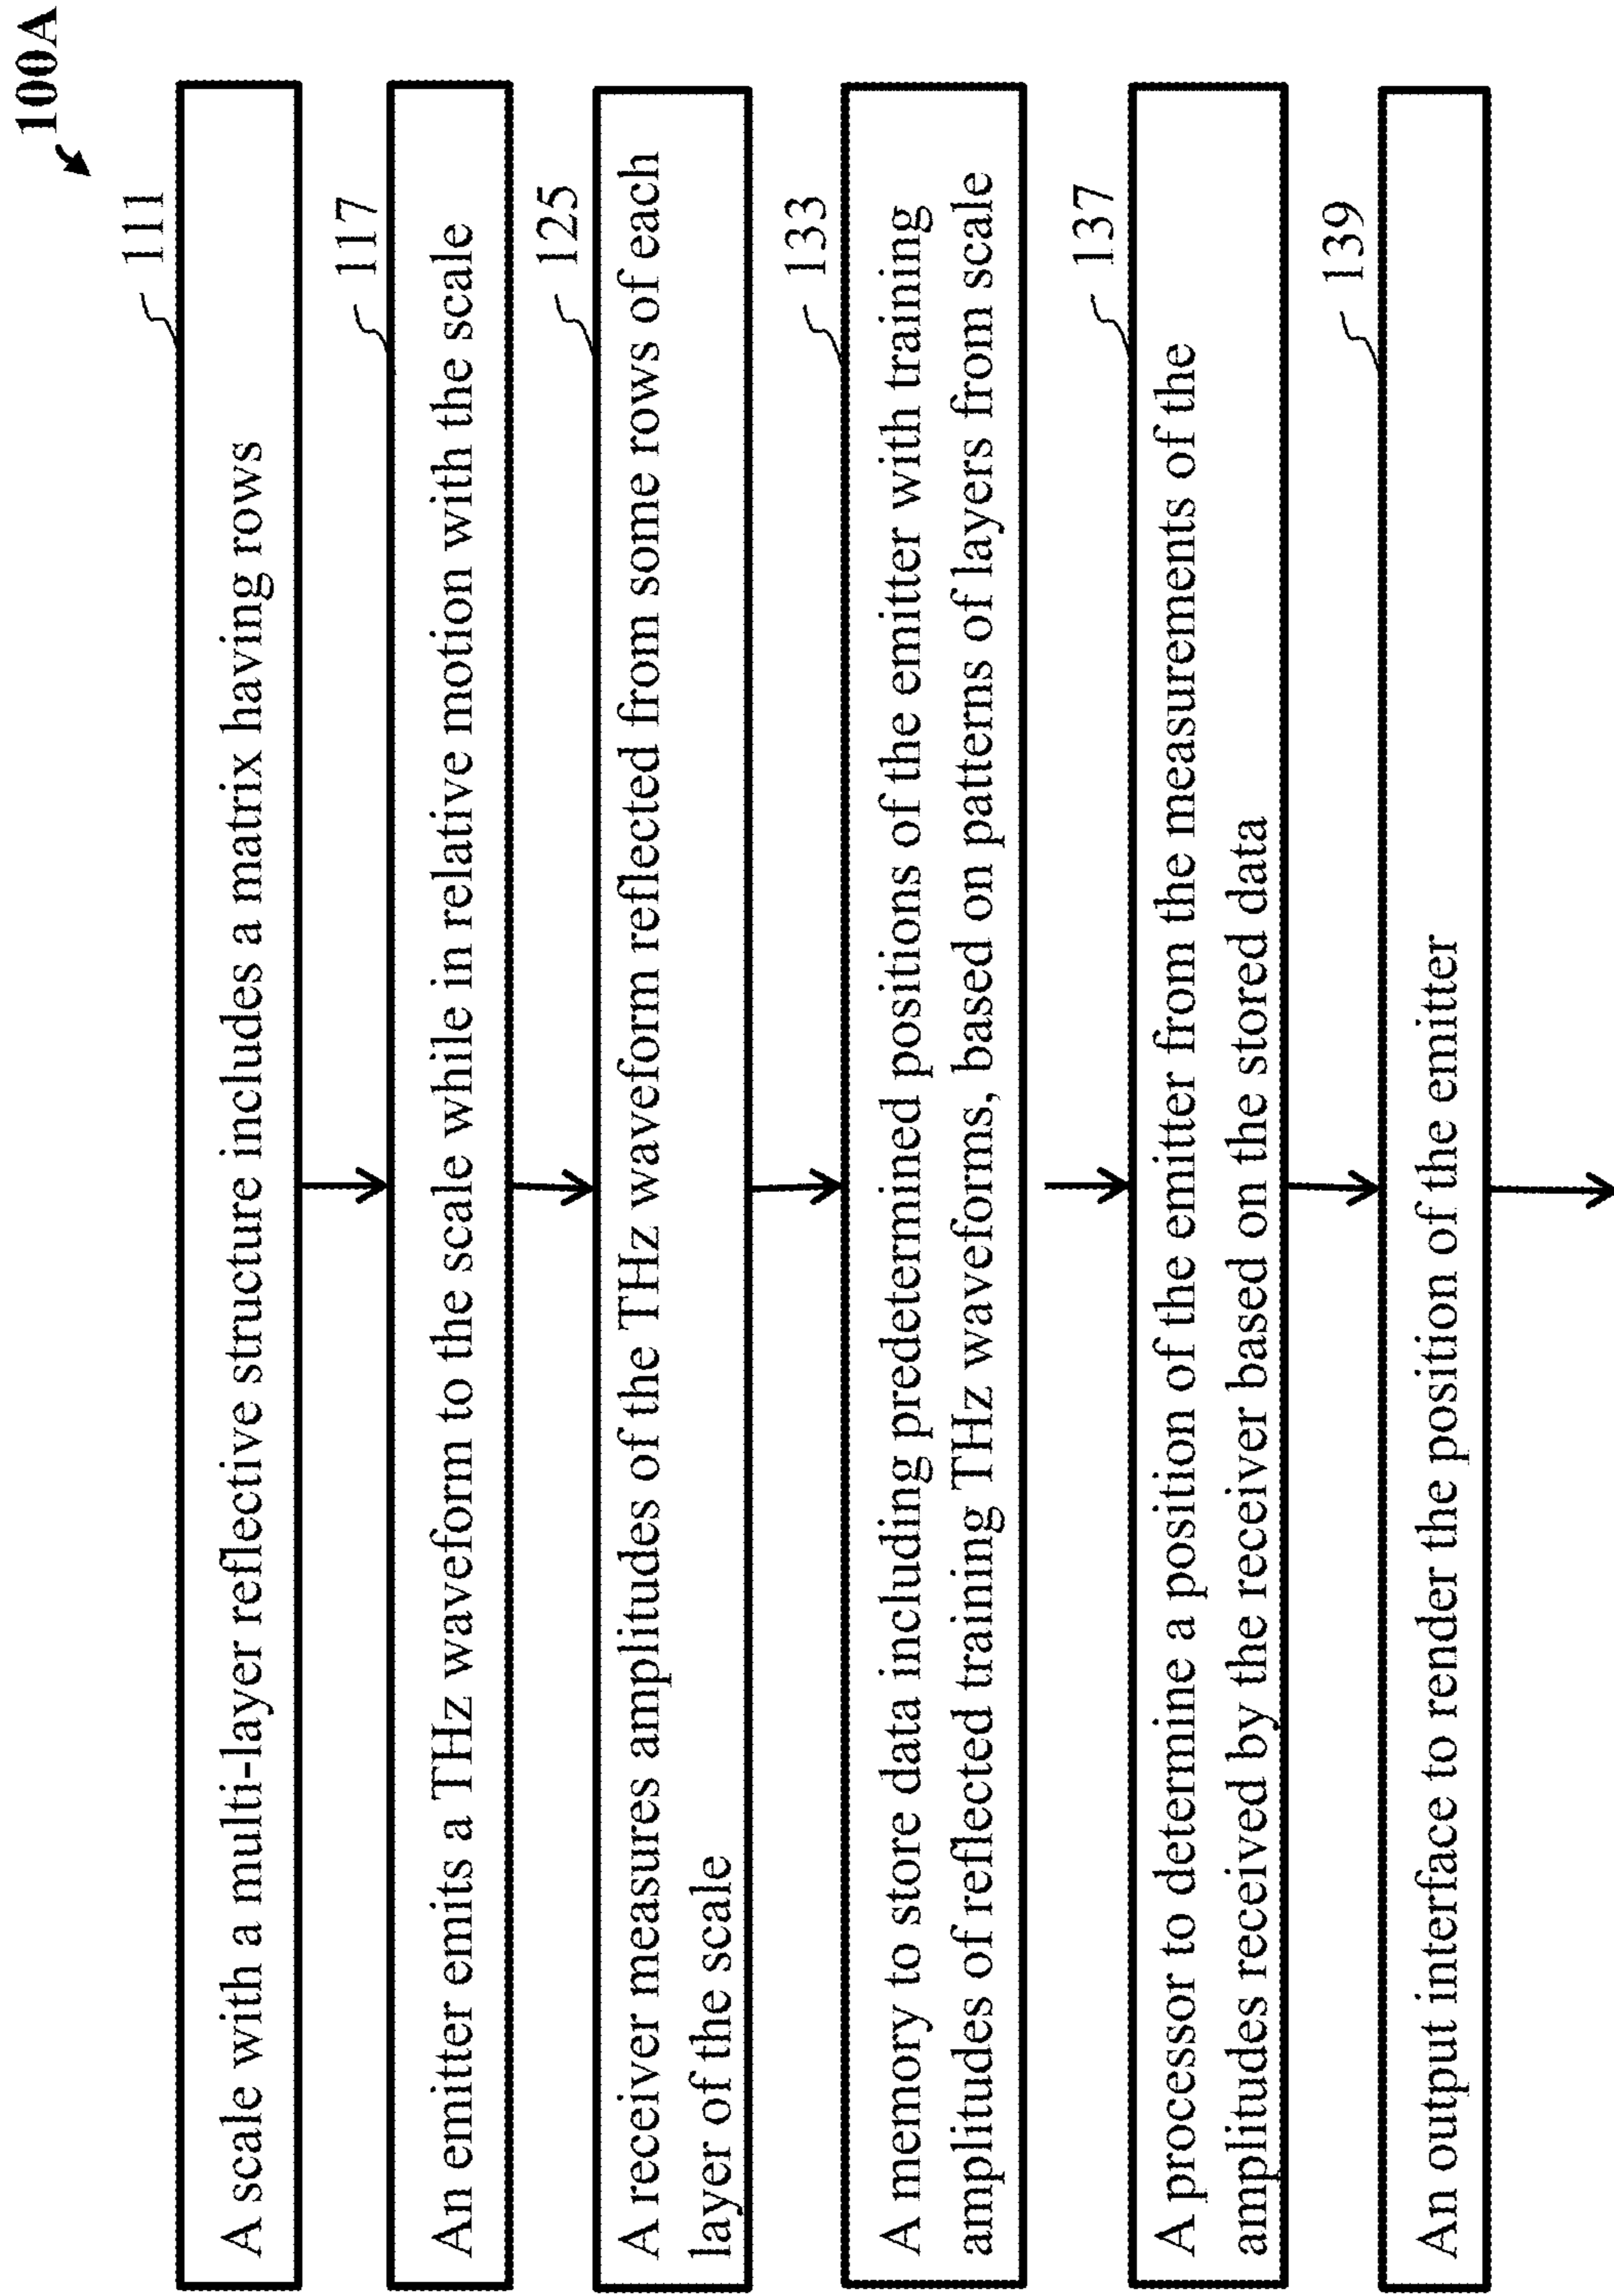 100A
111
A scale with a multi-layer reflective structure includes a matrix having rows
117
An emitter emits a THz waveform to the scale while in relative motion with the scale
125
A receiver measures amplitudes of the THz waveform reflected from some rows of each
layer of the scale
133
A memory to store data including predetermined positions of the emitter with training
amplitudes of reflected training THz waveforms, based on patterns of layers from scale
137
A processor to determine a position of the emitter from the measurements of the
amplitudes received by the receiver based on the stored data
139
An output interface to render the position of the emitter